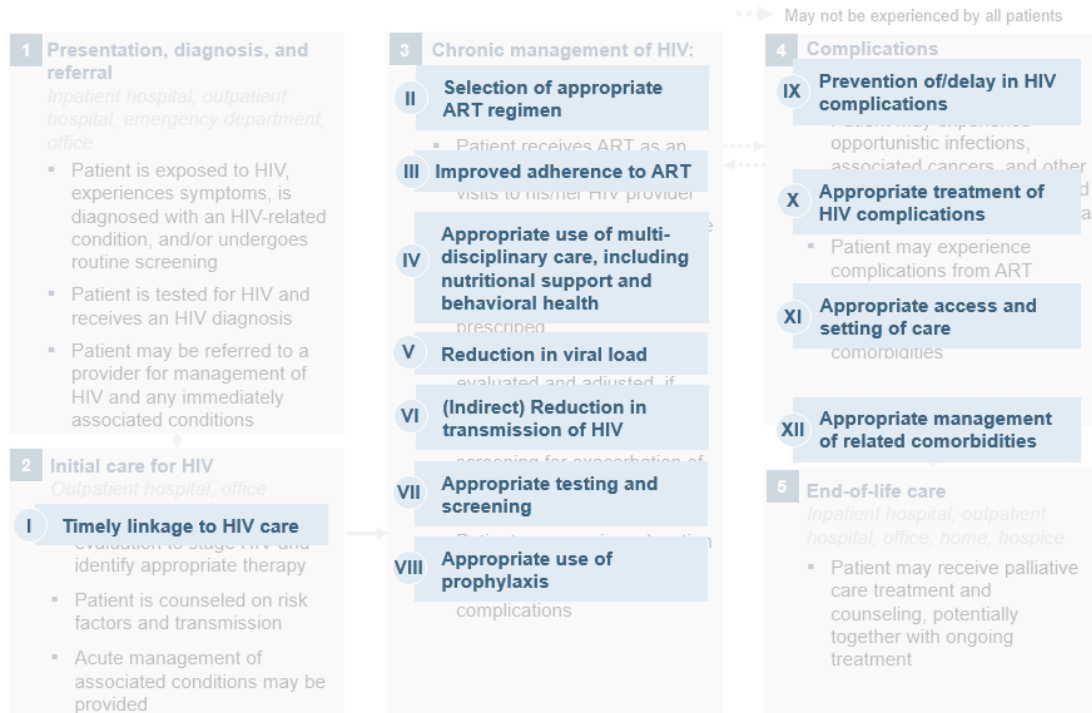 May not be experienced by all patients
1
Presentation, diagnosis, and
referral
Inpatient hospital, outpatient
hospital, emergency department,
office
▪ Patient is exposed to HIV,
experiences symptoms, is
diagnosed with an HIV-related
condition, and/or undergoes
routine screening
▪ Patient is tested for HIV and
receives an HIV diagnosis
▪ Patient may be referred to a
provider for management of
HIV and any immediately
associated conditions
2
Initial care for HIV
Outpatient hospital, office
I Timely linkage to HIV care
evaluation to stage HIV and
identify appropriate therapy
▪ Patient is counseled on risk
factors and transmission
▪ Acute management of
associated conditions may be
provided
3
Chronic management of HIV:
II Selection of appropriate
ART regimen
▪ Patient receives ART as an
III Improved adherence to ART
visits to his/her HIV provider
IV Appropriate use of multi-
disciplinary care, including
nutritional support and
behavioral health
prescribed
V Reduction in viral load
evaluated and adjusted, if
VI (Indirect) Reduction in
transmission of HIV
screening for exacerbation of
VII Appropriate testing and
screening
VIII Appropriate use of
prophylaxis
complications
4
Complications
IX Prevention of/delay in HIV
complications
Patient may experience
opportunistic infections,
associated cancers, and other
X Appropriate treatment of
HIV complications
▪ Patient may experience
complications from ART
XI Appropriate access and
setting of care
comorbidities
XII Appropriate management
of related comorbidities
5
End-of-life care
Inpatient hospital, outpatient
hospital, office, home, hospice
▪ Patient may receive palliative
care treatment and
counseling, potentially
together with ongoing
treatment